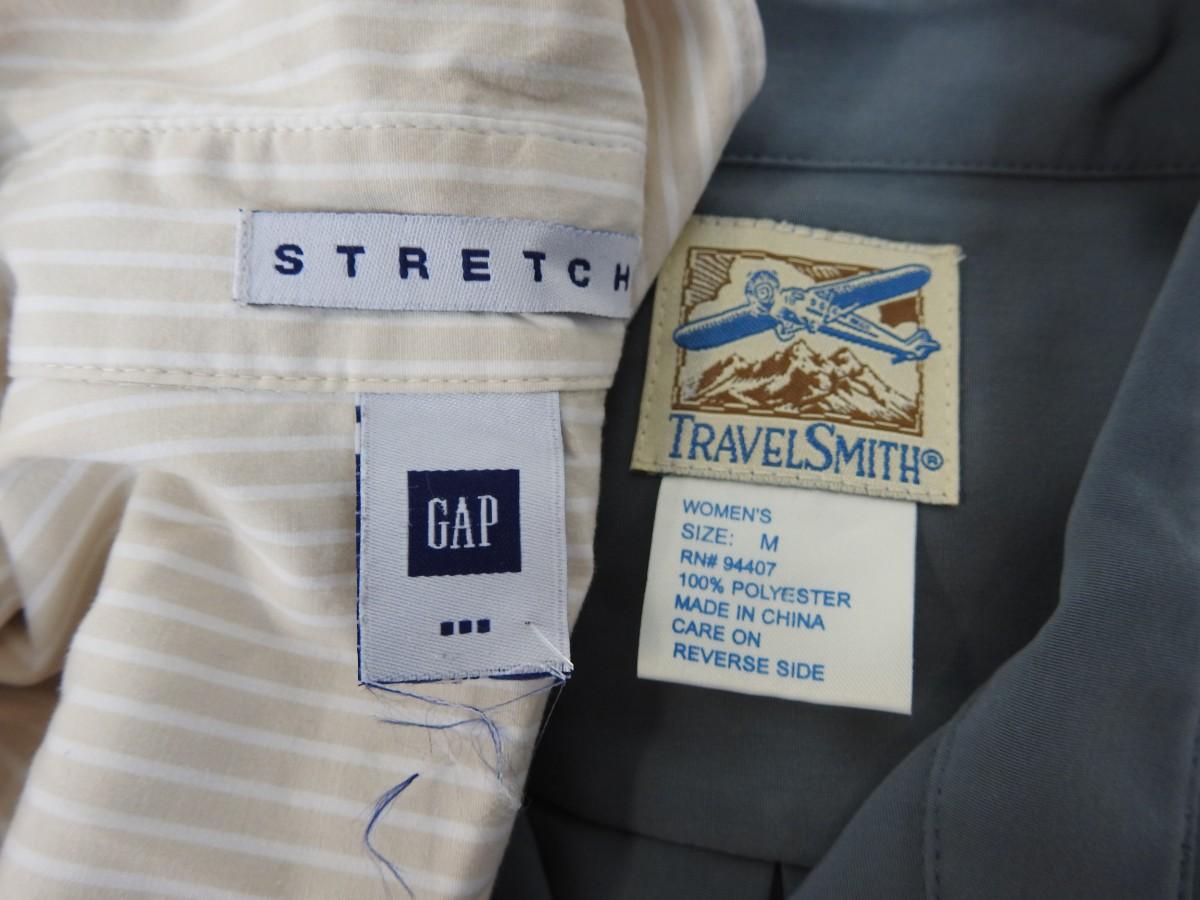 STRETCH
GAP
TRAVELSMITH®
WOMEN'S
SIZE: M
RN# 94407
100% POLYESTER
MADE IN CHINA
CARE ON
REVERSE SIDE